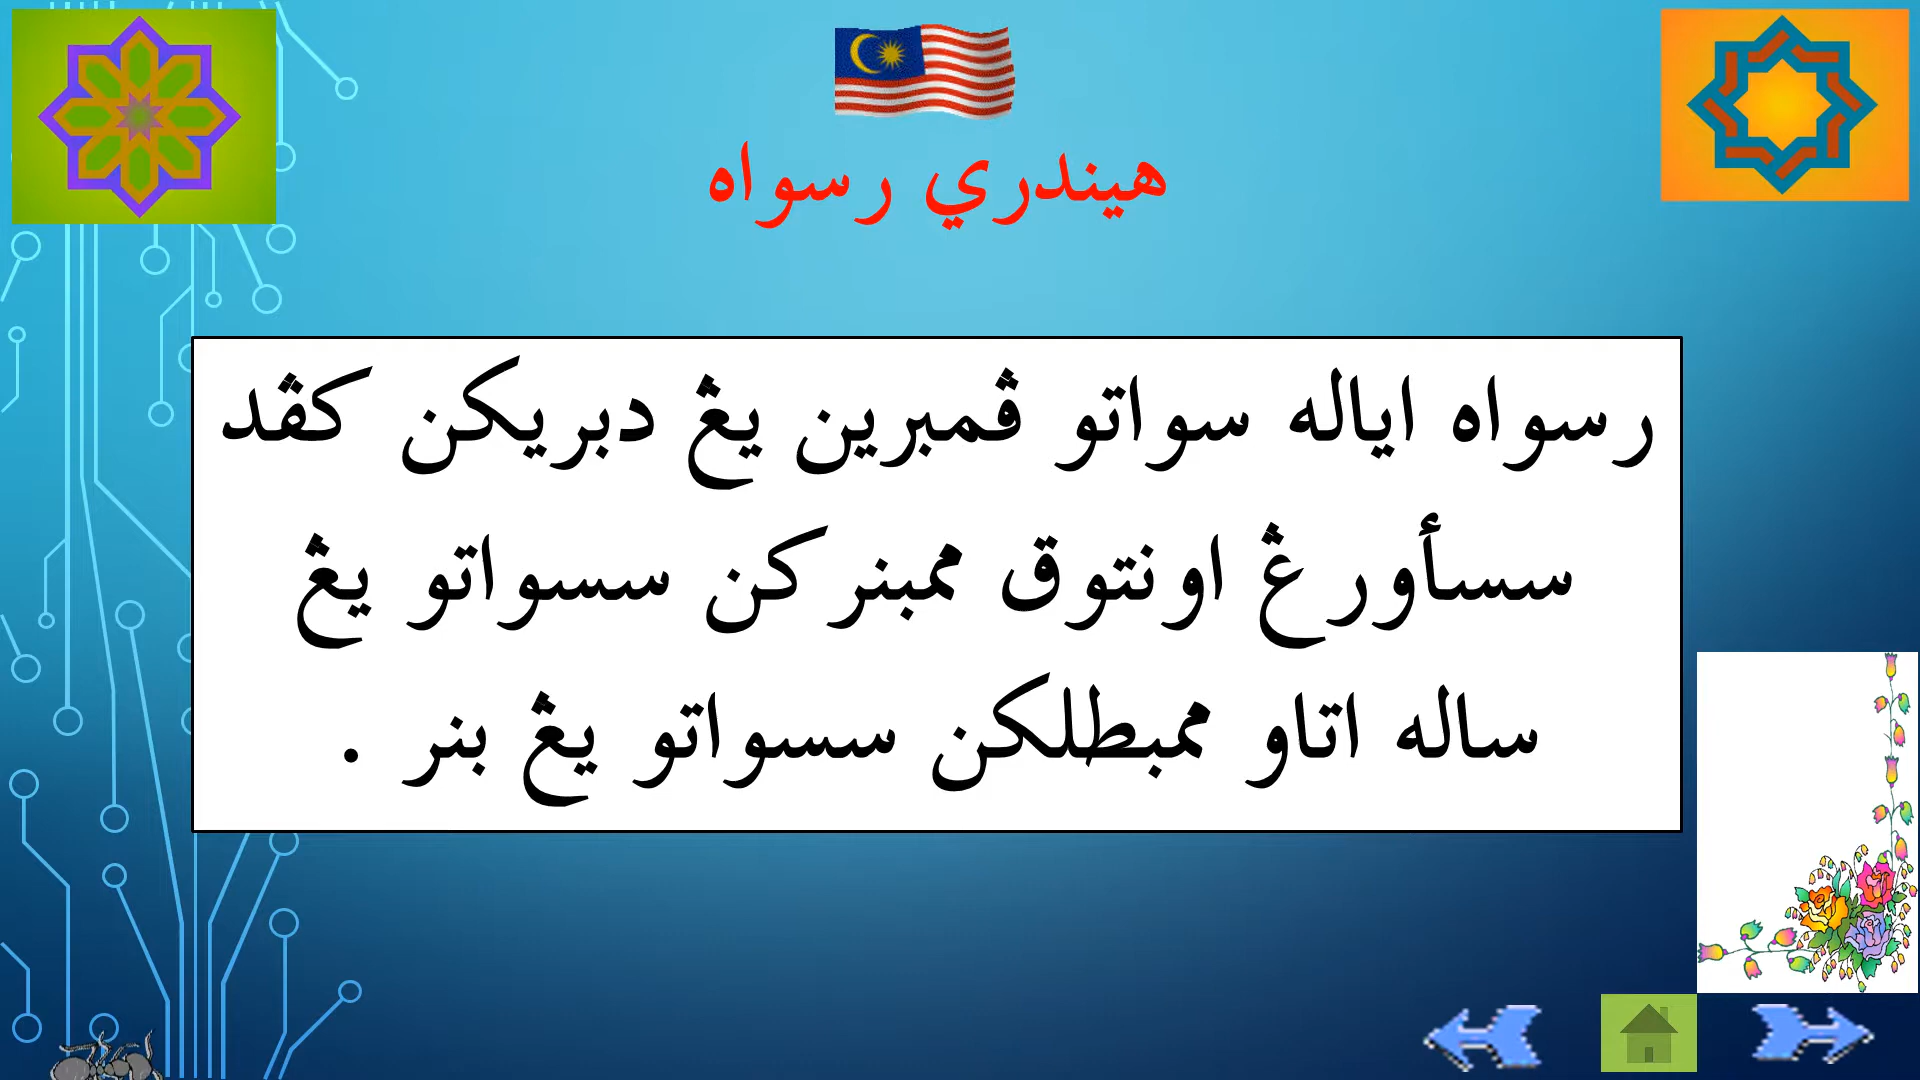 هيندري رسواه
رسواه اياله سواتو ڤمبرين يڠ دبريكن كڤد
سسأورڠ اونتوق ممبنركن سسواتو يڠ
ساله اتاو ممبطلكن سسواتو يڠ بنر .